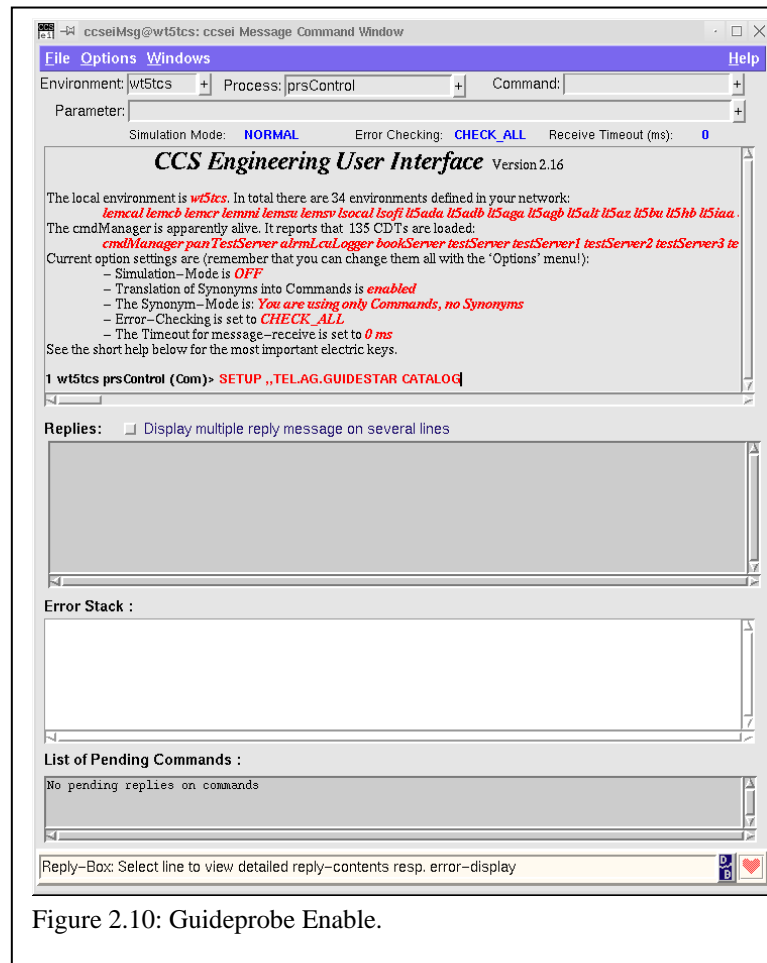 CCS
ei
ccseiMsg@wt5tcs: ccsei Message Command Window
File Options Windows Help
Environment: wt5tcs + Process: prsControl + Command: +
Parameter: +
Simulation Mode: NORMAL Error Checking: CHECK_ALL Receive Timeout (ms): 0
CCS Engineering User Interface Version 2.16
The local environment is wt5tcs. In total there are 34 environments defined in your network:
lemcal lemcb lemcr lemmi lemsu lemsv lsocal lsofi lt5ada lt5adb lt5aga lt5agb lt5alt lt5az lt5bu lt5hb lt5iaa
The cmdManager is apparently alive. It reports that 135 CDTs are loaded:
cmdManager panTestServer alrmLcuLogger bookServer testServer testServer1 testServer2 testServer3 te
Current option settings are (remember that you can change them all with the 'Options' menu!):
– Simulation–Mode is OFF
– Translation of Synonyms into Commands is enabled
– The Synonym–Mode is: You are using only Commands, no Synonyms
– Error–Checking is set to CHECK_ALL
– The Timeout for message–receive is set to 0 ms
See the short help below for the most important electric keys.
1 wt5tcs prsControl (Com)> SETUP ,,TEL.AG.GUIDESTAR CATALOG
Replies: Display multiple reply message on several lines
Error Stack :
List of Pending Commands :
No pending replies on commands
Reply–Box: Select line to view detailed reply–contents resp. error–display
D
B
Figure 2.10: Guideprobe Enable.